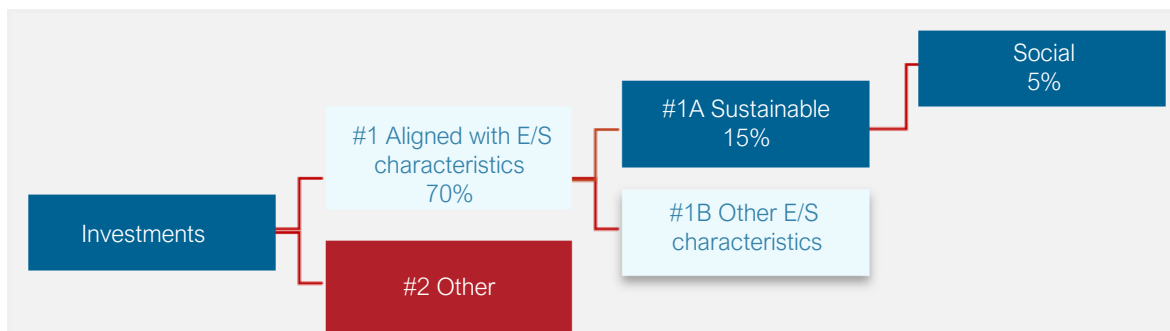 Investments
#1 Aligned with E/S
characteristics
70%
#2 Other
#1A Sustainable
15%
#1B Other E/S
characteristics
Social
5%